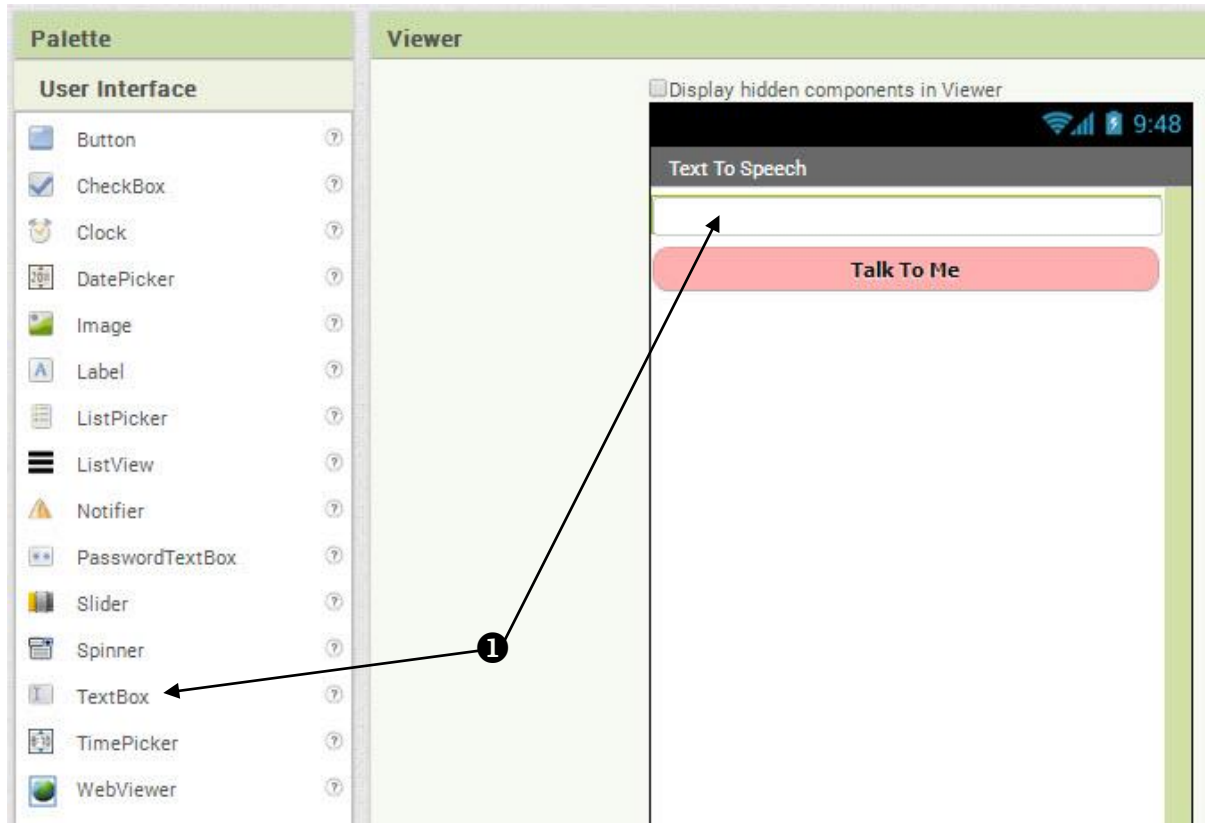 Palette
User Interface
Button ?
CheckBox ?
Clock ?
DatePicker ?
Image ?
Label ?
ListPicker ?
ListView ?
Notifier ?
PasswordTextBox ?
Slider ?
Spinner ?
TextBox ?
TimePicker ?
WebViewer ?
❶
Viewer
Display hidden components in Viewer
9:48
Text To Speech
Talk To Me